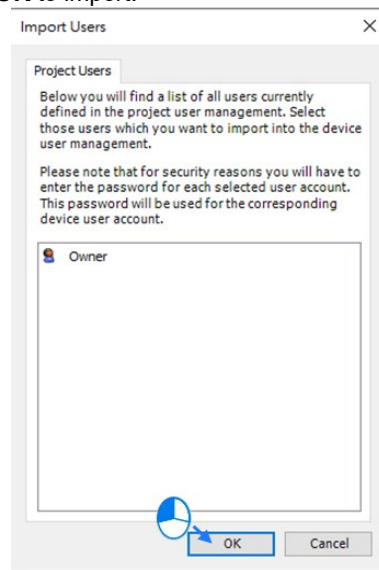 Import Users
Project Users
Below you will find a list of all users currently
defined in the project user management. Select
those users which you want to import into the device
user management.
Please note that for security reasons you will have to
enter the password for each selected user account.
This password will be used for the corresponding
device user account.
Owner
OK
Cancel